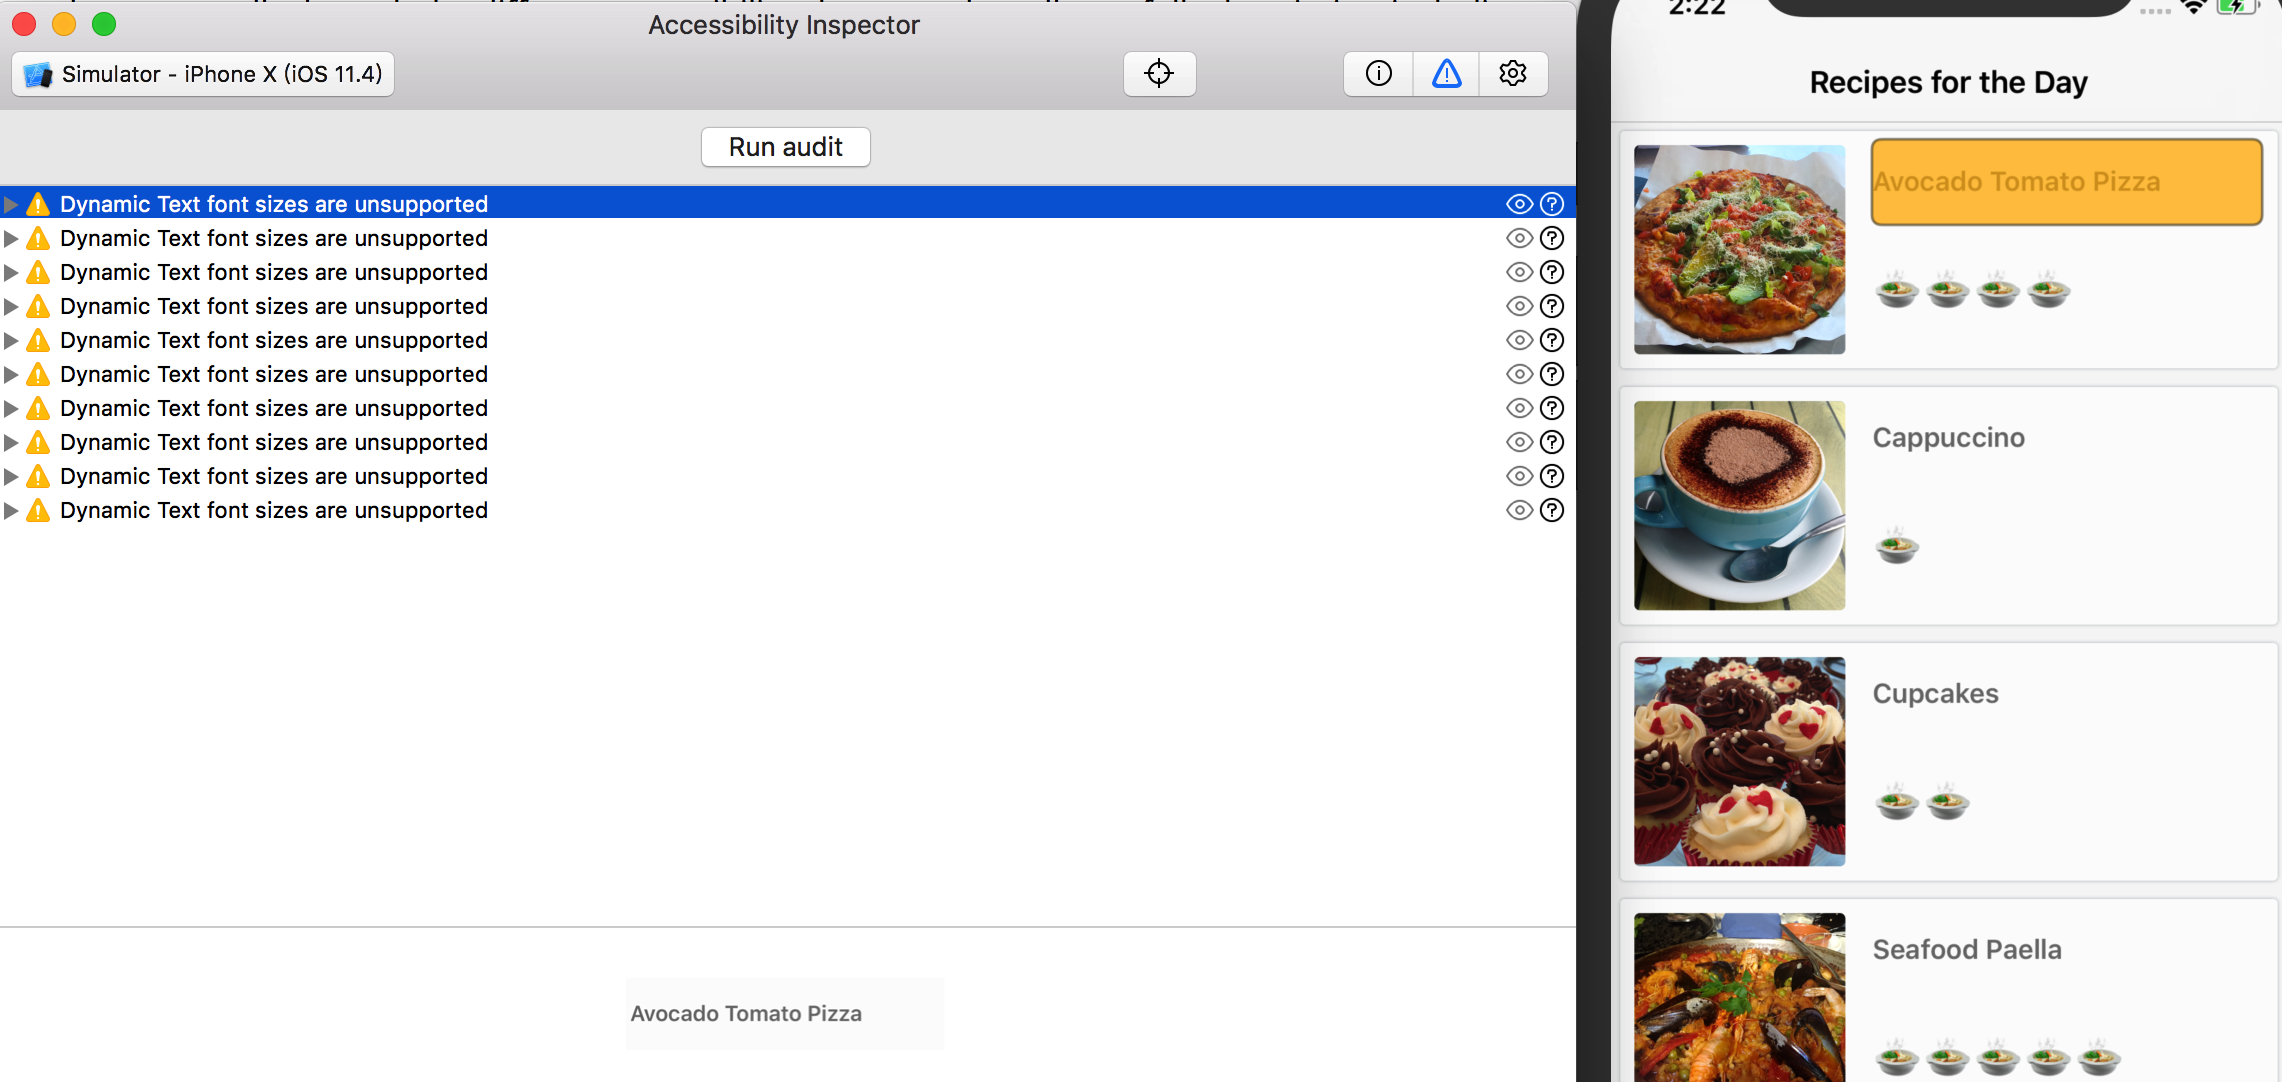 Accessibility Inspector
Simulator - iPhone X (iOS 11.4)
Run audit
Dynamic Text font sizes are unsupported
Dynamic Text font sizes are unsupported
Dynamic Text font sizes are unsupported
Dynamic Text font sizes are unsupported
Dynamic Text font sizes are unsupported
Dynamic Text font sizes are unsupported
Dynamic Text font sizes are unsupported
Dynamic Text font sizes are unsupported
Dynamic Text font sizes are unsupported
Dynamic Text font sizes are unsupported
Avocado Tomato Pizza
2:22
Recipes for the Day
Avocado Tomato Pizza
Cappuccino
Cupcakes
Seafood Paella